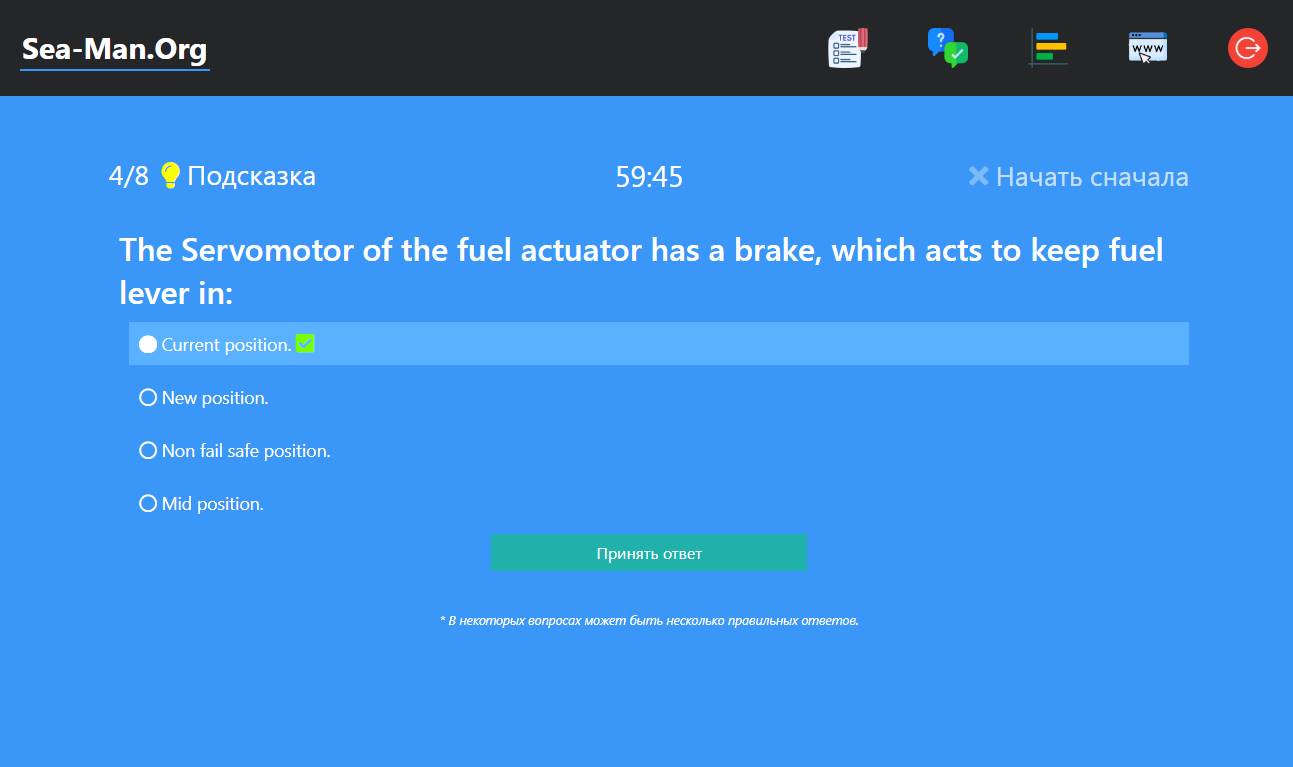 Sea-Man.Org
TEST
?
WWW
4/8 Подсказка
59:45
Начать сначала
The Servomotor of the fuel actuator has a brake, which acts to keep fuel
lever in:
Current position.
New position.
Non fail safe position.
Mid position.
Принять ответ
* В некоторых вопросах может быть несколько правильных ответов.